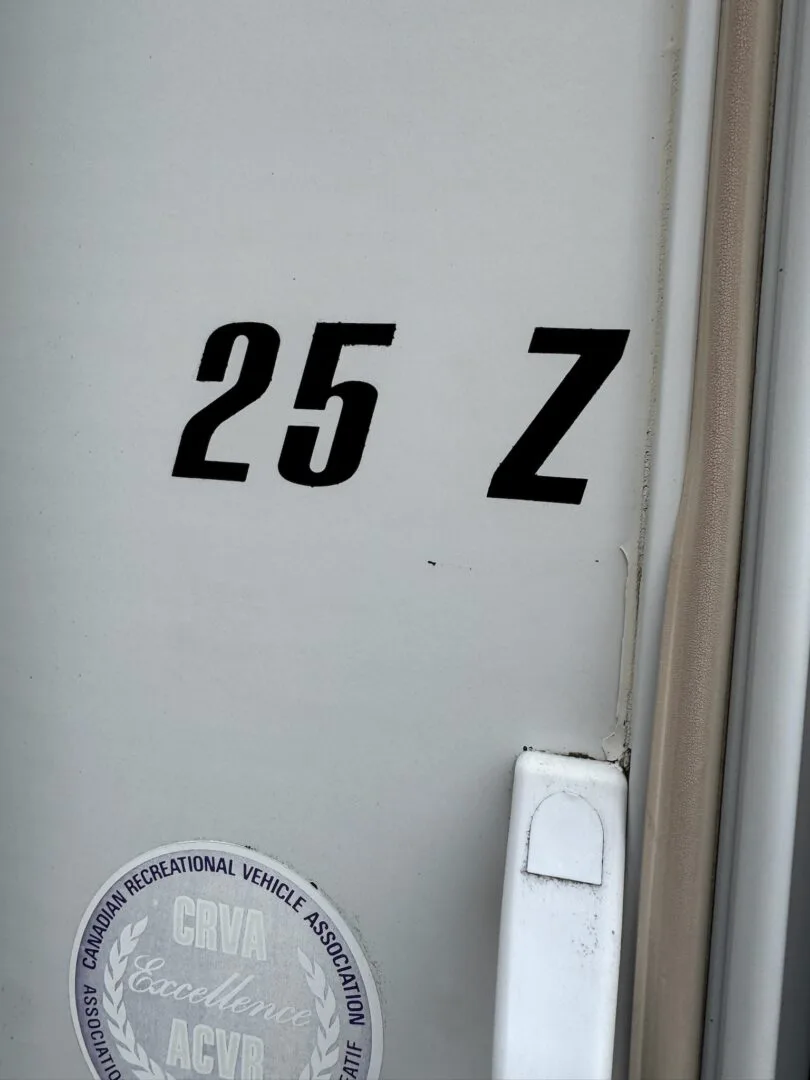 25 Z
CANADIAN RECREATIONAL VEHICLE ASSOCIATION
CRVA
Excellence
ACVR